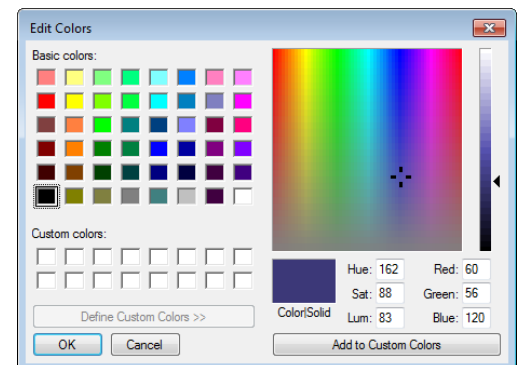 Edit Colors
Basic colors:
Custom colors:
Define Custom Colors >>
OK Cancel
Color|Solid
Hue: 162 Red: 60
Sat: 88 Green: 56
Lum: 83 Blue: 120
Add to Custom Colors